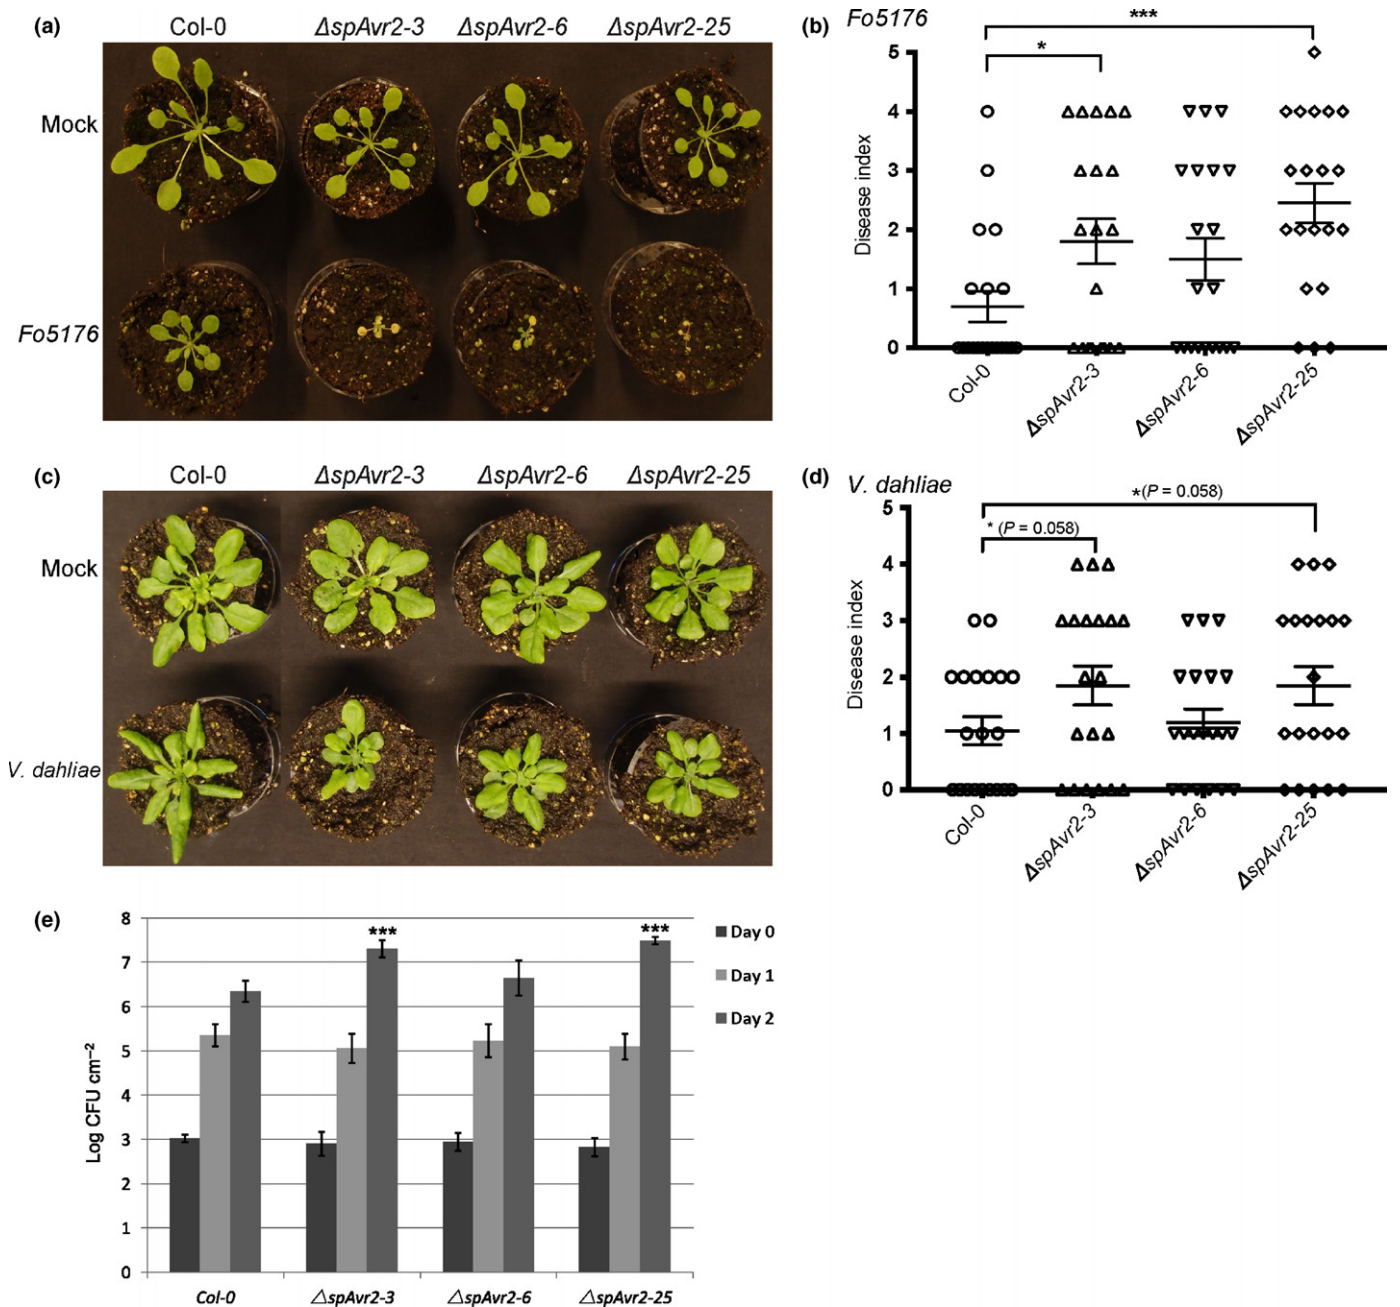 (a)
Col-0 ΔspAvr2-3 ΔspAvr2-6 ΔspAvr2-25
Mock
Fo5176
(b)
Fo5176
***
*
Disease index
5
4
3
2
1
0
Col-0
ΔspAvr2-3
ΔspAvr2-6
ΔspAvr2-25
(c)
Col-0 ΔspAvr2-3 ΔspAvr2-6 ΔspAvr2-25
Mock
V. dahliae
(d)
V. dahliae
*(P = 0.058)
* (P = 0.058)
Disease index
5
4
3
2
1
0
Col-0
ΔspAvr2-3
ΔspAvr2-6
ΔspAvr2-25
(e)
Log CFU cm⁻²
8
7
6
5
4
3
2
1
0
***
***
Day 0
Day 1
Day 2
Col-0 △spAvr2-3 △spAvr2-6 △spAvr2-25